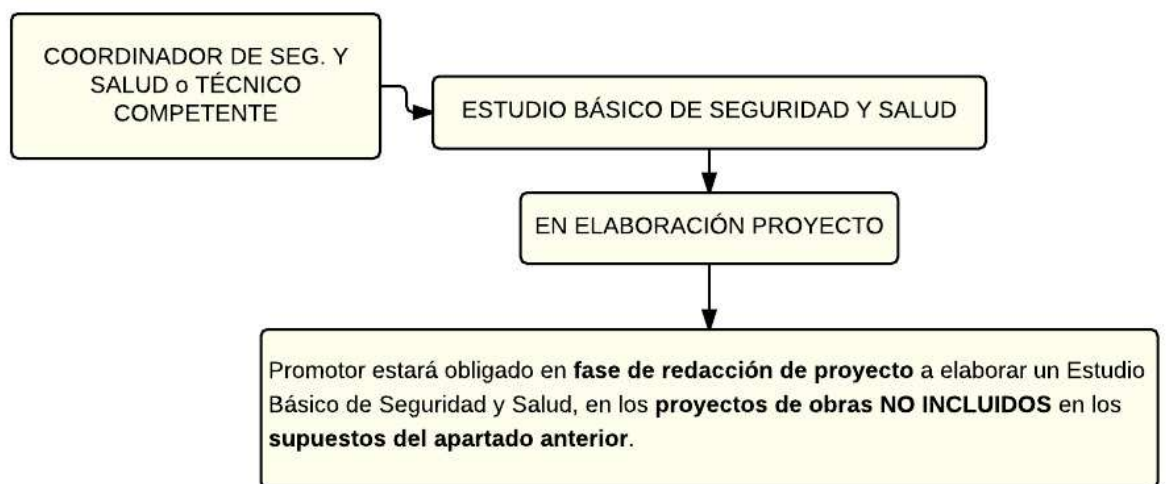 COORDINADOR DE SEG. Y
SALUD o TÉCNICO
COMPETENTE
ESTUDIO BÁSICO DE SEGURIDAD Y SALUD
EN ELABORACIÓN PROYECTO
Promotor estará obligado en fase de redacción de proyecto a elaborar un Estudio
Básico de Seguridad y Salud, en los proyectos de obras NO INCLUIDOS en los
supuestos del apartado anterior.